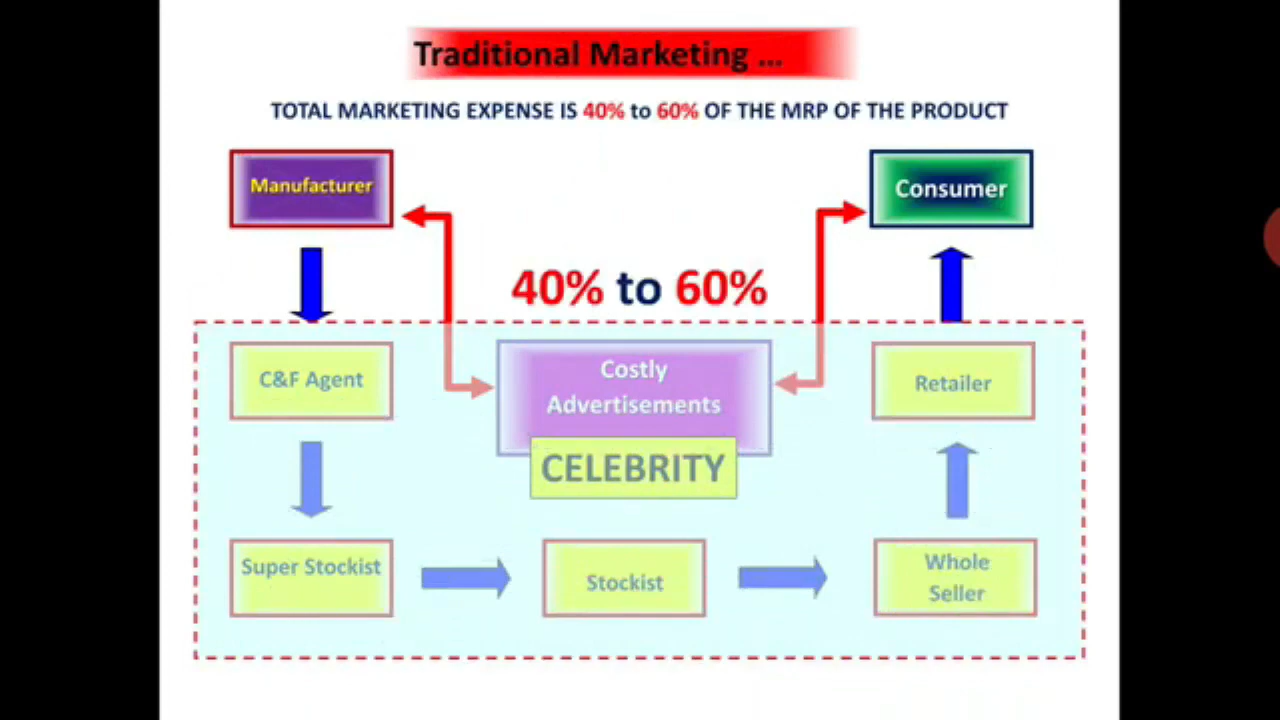 Traditional Marketing ...
TOTAL MARKETING EXPENSE IS 40% to 60% OF THE MRP OF THE PRODUCT
Manufacturer
Consumer
40% to 60%
C&F Agent
Costly
Advertisements
CELEBRITY
Retailer
Super Stockist
Stockist
Whole
Seller